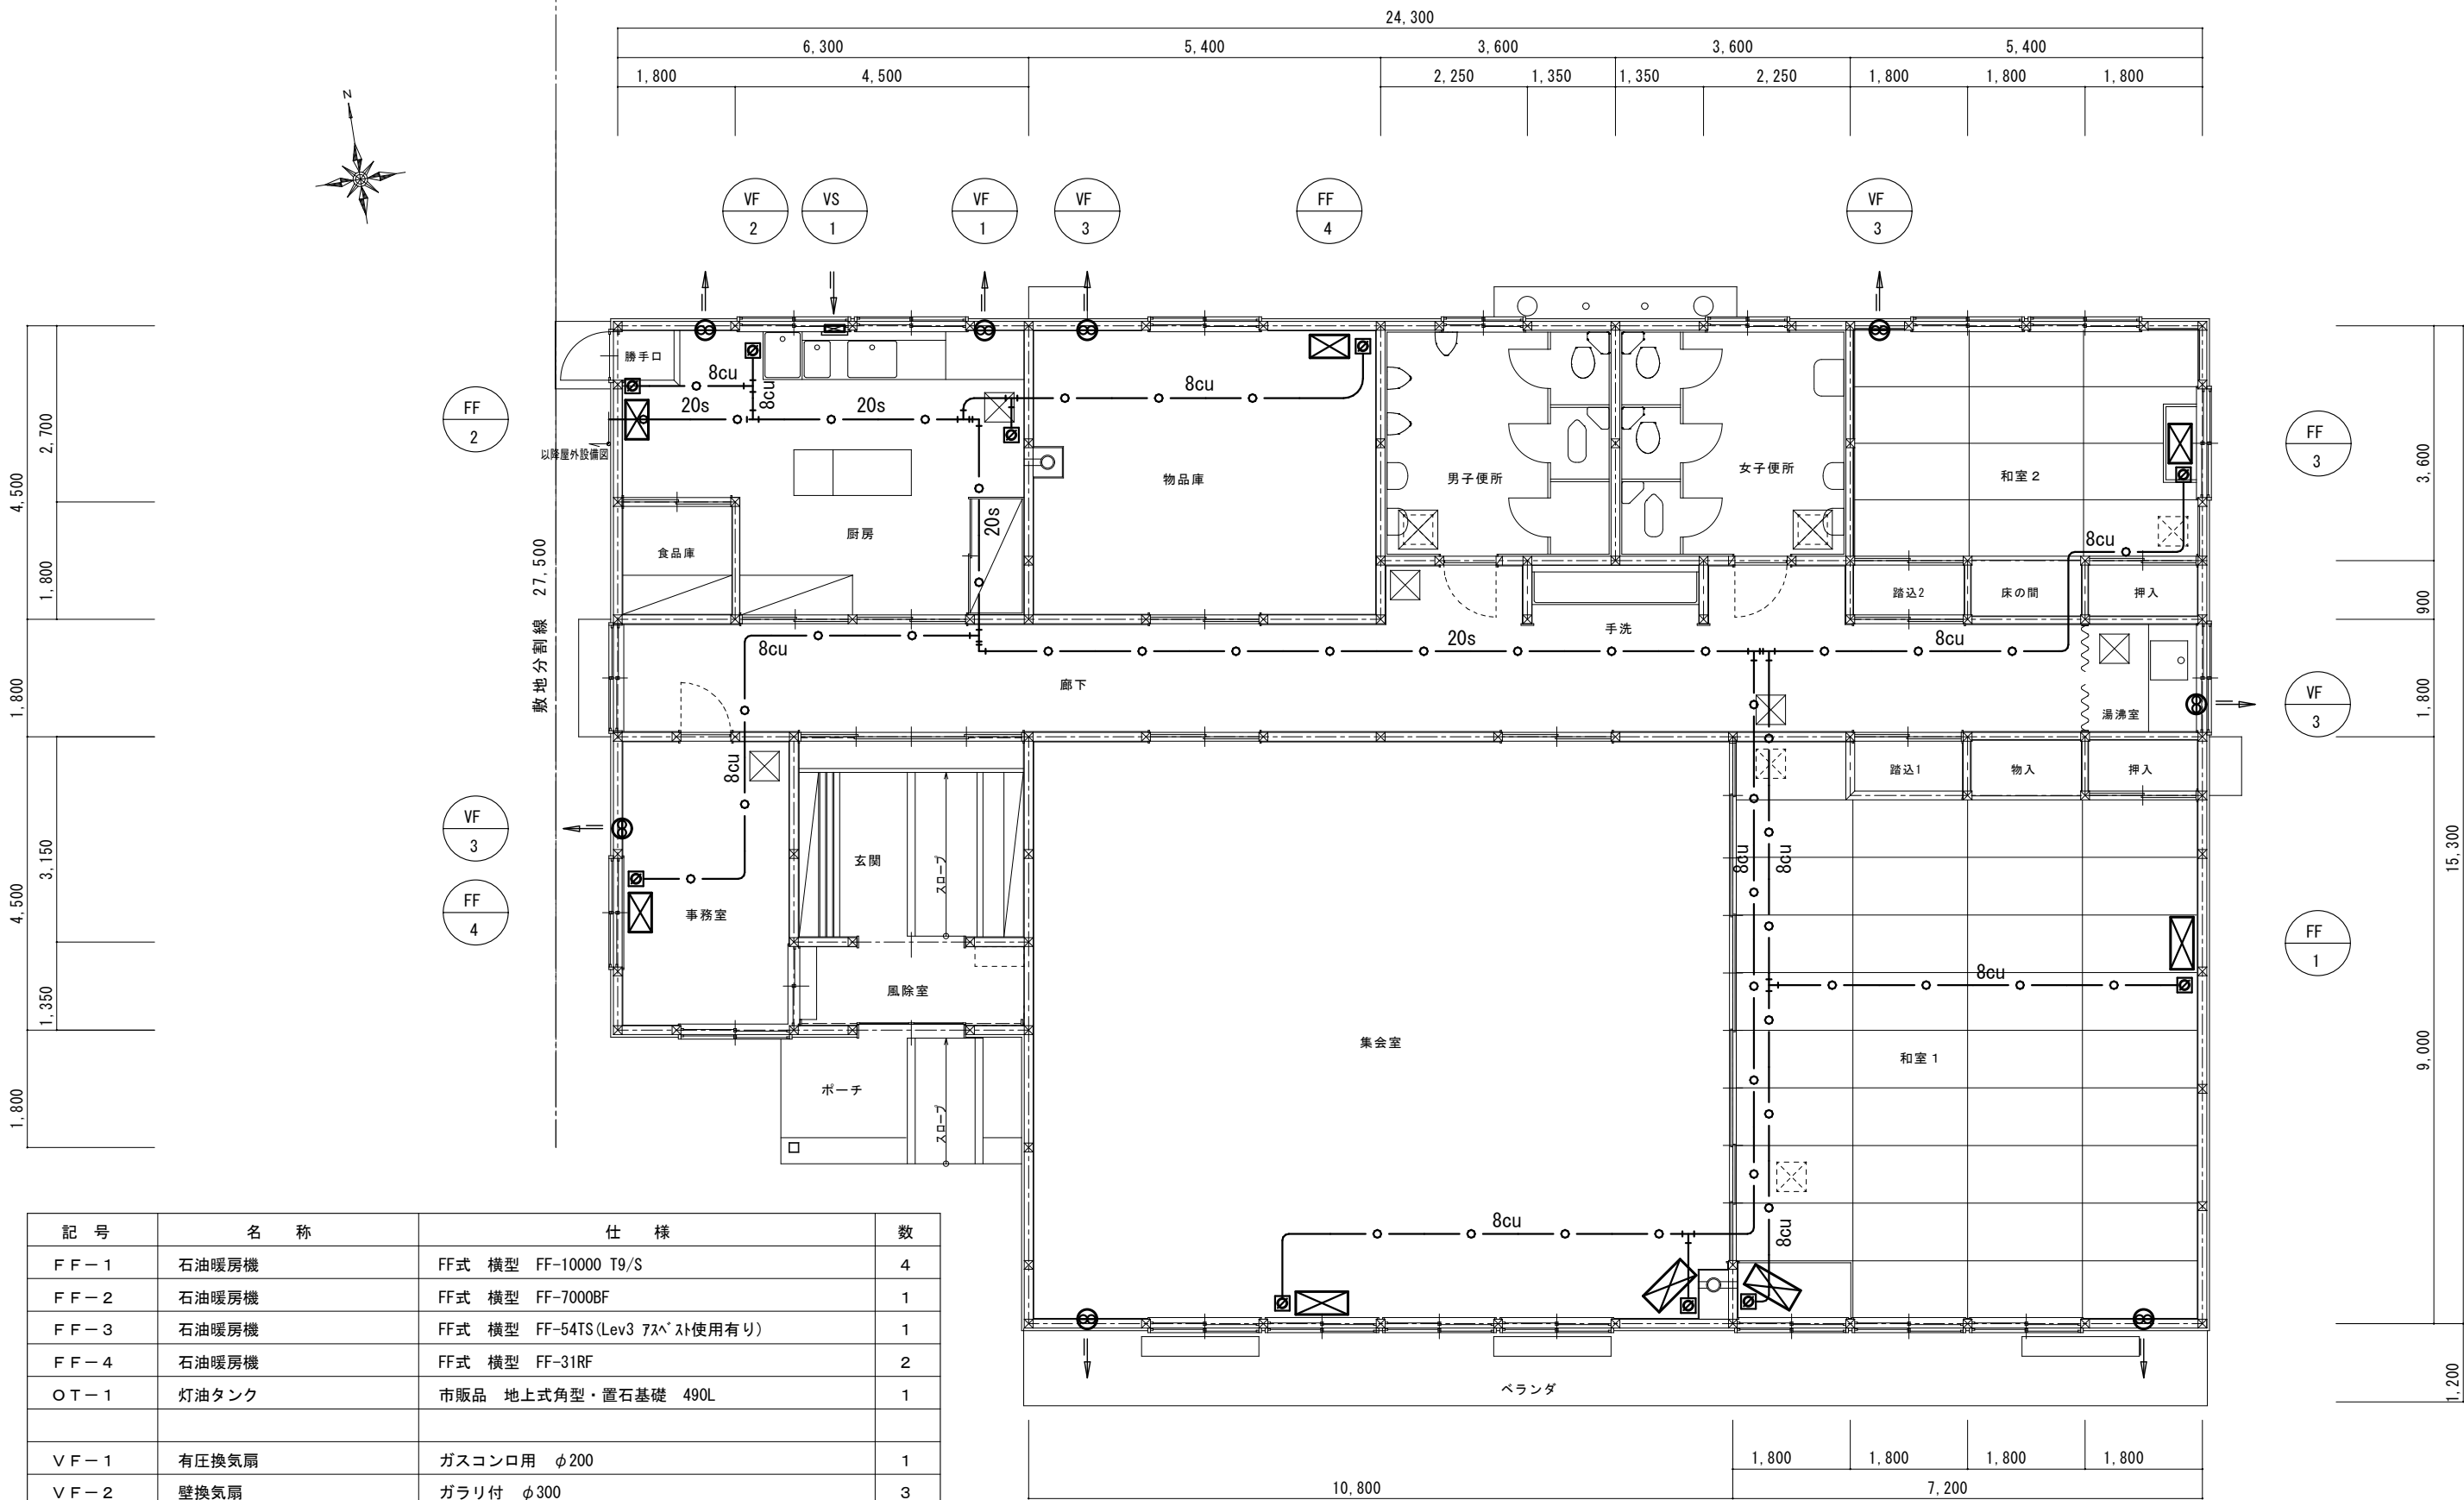 24,300
6,300 5,400 3,600 3,600 5,400
1,800 4,500 2,250 1,350 1,350 2,250 1,800 1,800 1,800
N
VF 2
VS 1
VF 1
VF 3
FF 4
VF 3
勝手口
8cu
8cu
8cu
20s
20s
FF 2
以降屋外設備図
FF 3
2,700
4,500
1,800
3,600
900
物品庫
男子便所
女子便所
和室2
厨房
20s
食品庫
8cu
踏込2
床の間
押入
敷地分割線 27,500
手洗
8cu
20s
8cu
廊下
湯沸室
1,800
1,800
VF 3
8cu
踏込1
物入
押入
VF 3
FF 4
3,150
4,500
1,350
玄関
スロープ
事務室
8cu
8cu
15,300
FF 1
8cu
風除室
集会室
和室1
9,000
ポーチ
スロープ
1,800
8cu
8cu
ベランダ
1,200
1,800 1,800 1,800 1,800
10,800 7,200
記号 名称 仕様 数
FF-1 石油暖房機 FF式 横型 FF-10000 T9/S 4
FF-2 石油暖房機 FF式 横型 FF-7000BF 1
FF-3 石油暖房機 FF式 横型 FF-54TS(Lev3 アスベスト使用有り) 1
FF-4 石油暖房機 FF式 横型 FF-31RF 2
OT-1 灯油タンク 市販品 地上式角型・置石基礎 490L 1
VF-1 有圧換気扇 ガスコンロ用 φ200 1
VF-2 壁換気扇 ガラリ付 φ300 3